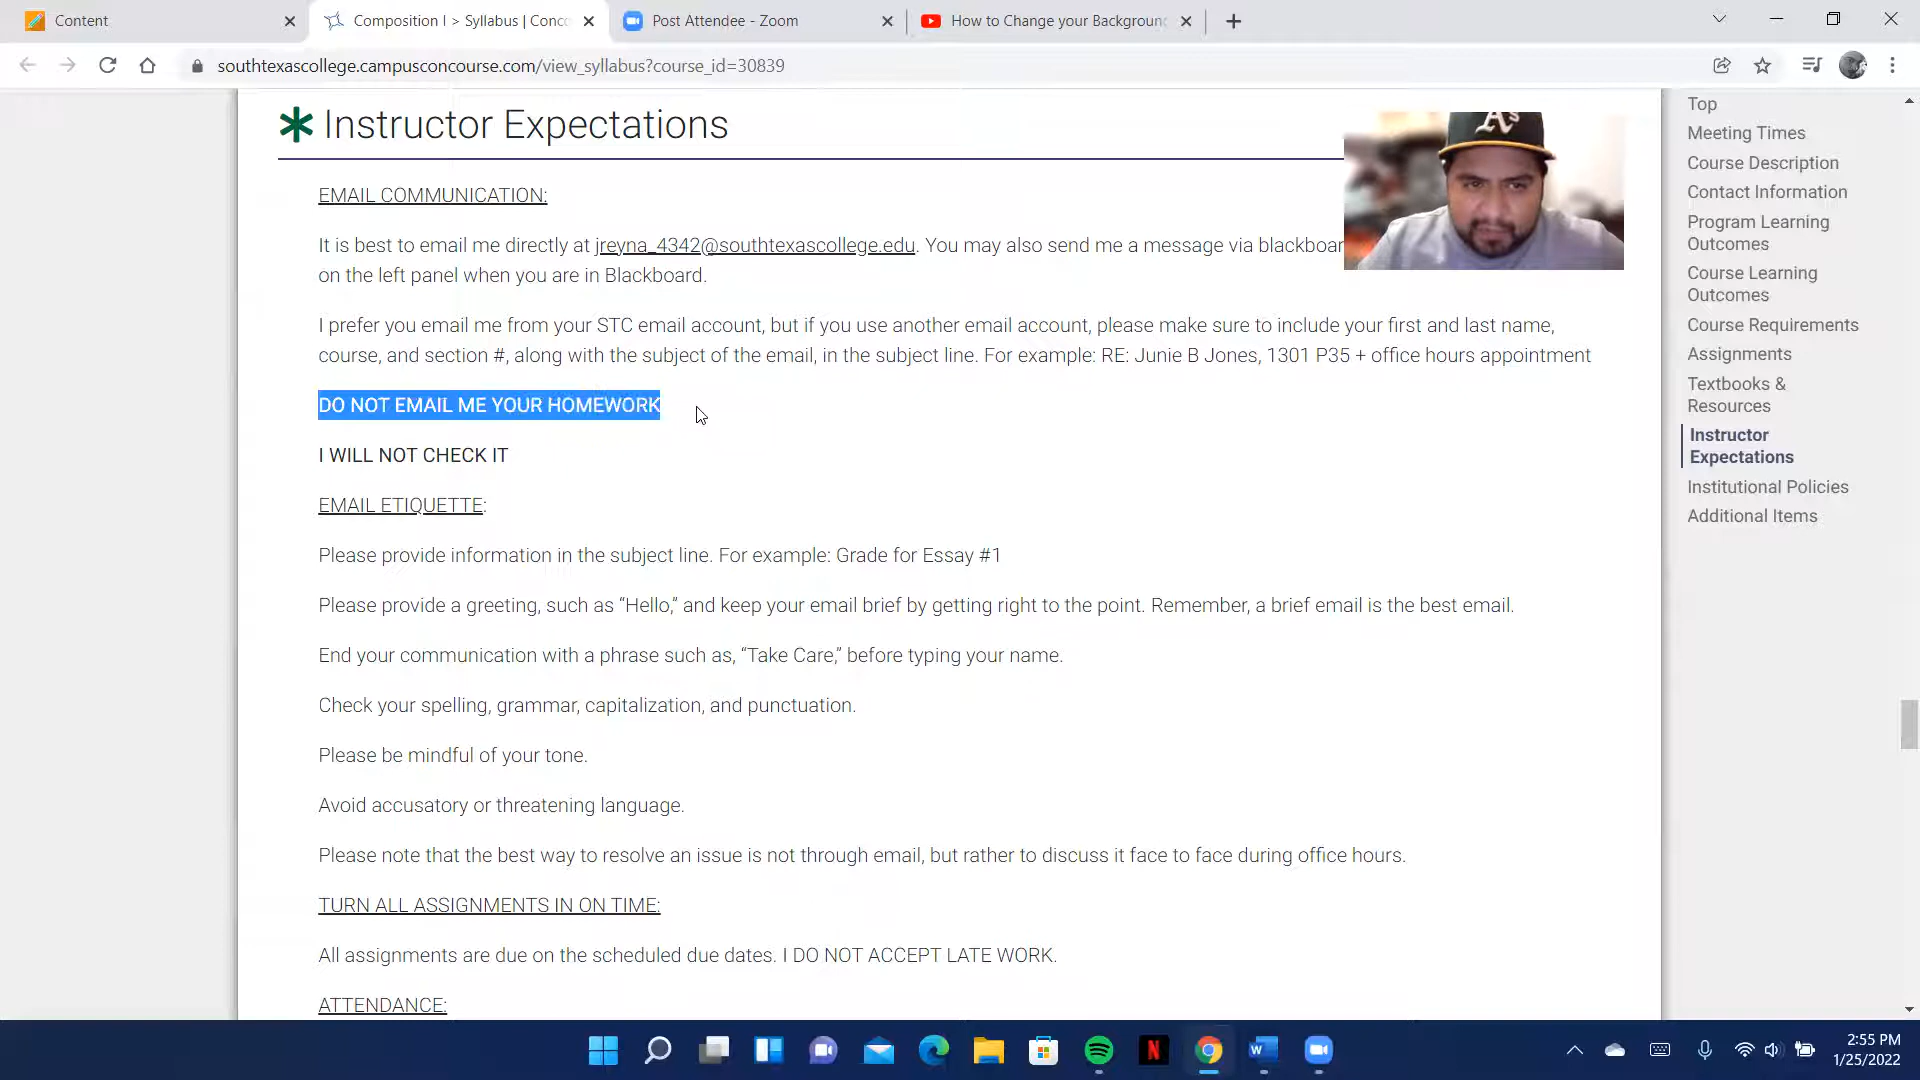 Content
Composition I > Syllabus | Conc
Post Attendee - Zoom
How to Change your Background
southtexascollege.campusconcourse.com/view_syllabus?course_id=30839
Instructor Expectations
A's
EMAIL COMMUNICATION:
It is best to email me directly at jreyna_4342@southtexascollege.edu. You may also send me a message via blackboar
on the left panel when you are in Blackboard.
I prefer you email me from your STC email account, but if you use another email account, please make sure to include your first and last name,
course, and section #, along with the subject of the email, in the subject line. For example: RE: Junie B Jones, 1301 P35 + office hours appointment
DO NOT EMAIL ME YOUR HOMEWORK
I WILL NOT CHECK IT
EMAIL ETIQUETTE:
Please provide information in the subject line. For example: Grade for Essay #1
Please provide a greeting, such as “Hello,” and keep your email brief by getting right to the point. Remember, a brief email is the best email.
End your communication with a phrase such as, “Take Care,” before typing your name.
Check your spelling, grammar, capitalization, and punctuation.
Please be mindful of your tone.
Avoid accusatory or threatening language.
Please note that the best way to resolve an issue is not through email, but rather to discuss it face to face during office hours.
TURN ALL ASSIGNMENTS IN ON TIME:
All assignments are due on the scheduled due dates. I DO NOT ACCEPT LATE WORK.
ATTENDANCE:
Top
Meeting Times
Course Description
Contact Information
Program Learning
Outcomes
Course Learning
Outcomes
Course Requirements
Assignments
Textbooks &
Resources
Instructor
Expectations
Institutional Policies
Additional Items
2:55 PM
1/25/2022